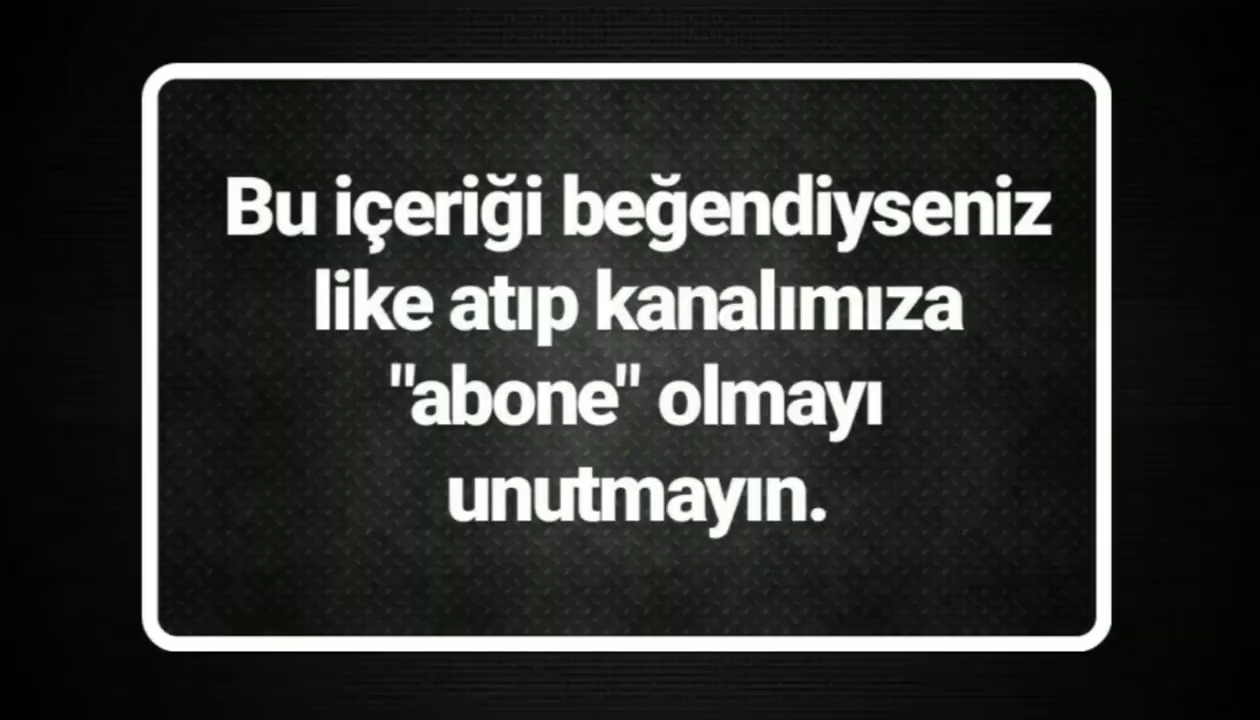 Bu içeriği beğendiyseniz
like atıp kanalımıza
"abone" olmayı
unutmayın.